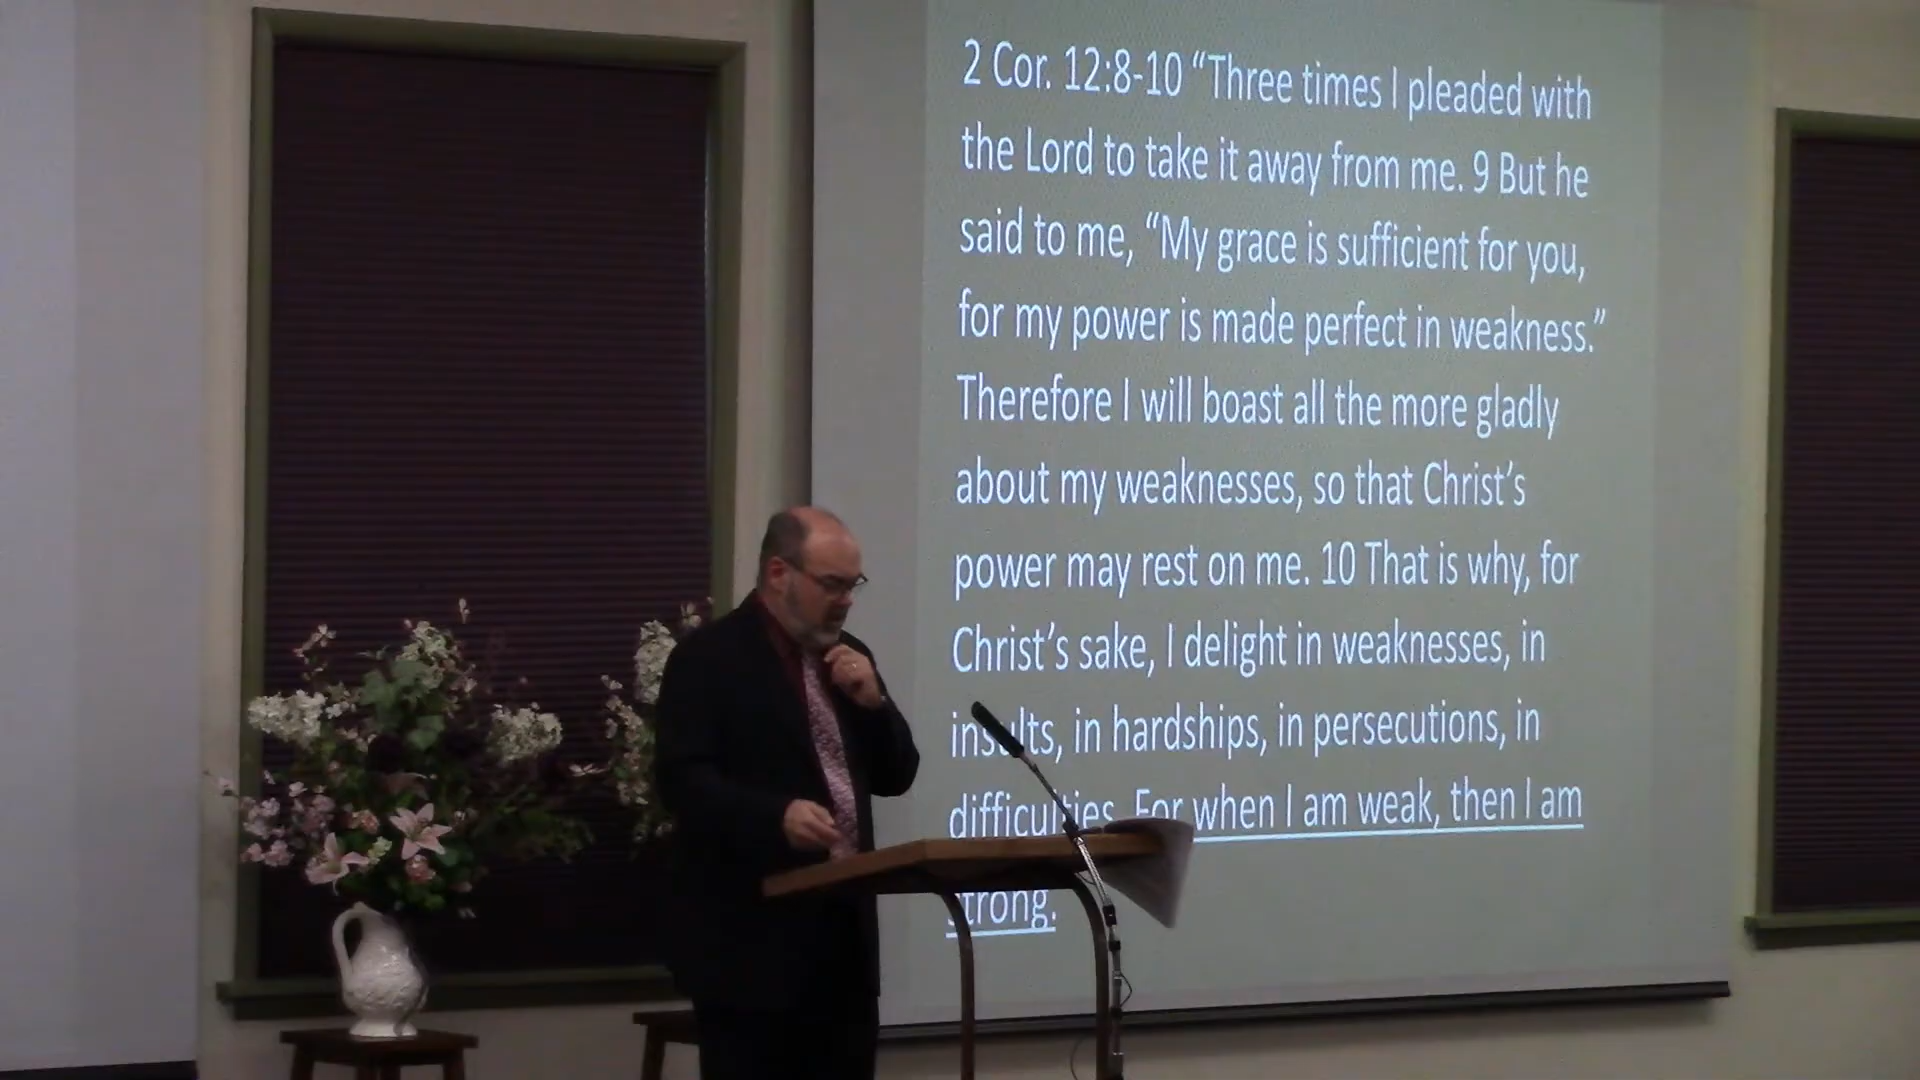 2 Cor. 12:8-10 “Three times I pleaded with
the Lord to take it away from me. 9 But he
said to me, “My grace is sufficient for you,
for my power is made perfect in weakness.”
Therefore I will boast all the more gladly
about my weaknesses, so that Christ’s
power may rest on me. 10 That is why, for
Christ’s sake, I delight in weaknesses, in
insults, in hardships, in persecutions, in
difficulties. For when I am weak, then I am
strong.